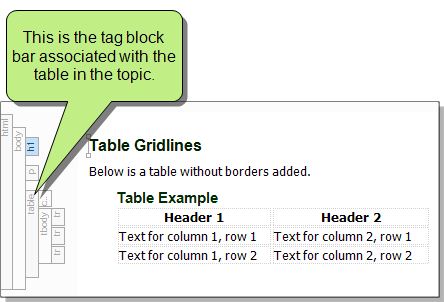 This is the tag block
bar associated with the
table in the topic.
html
body
h1
p
table
c...
tbody
tr
tr
tr
Table Gridlines
Below is a table without borders added.
Table Example
Header 1 Header 2
Text for column 1, row 1 Text for column 2, row 1
Text for column 1, row 2 Text for column 2, row 2